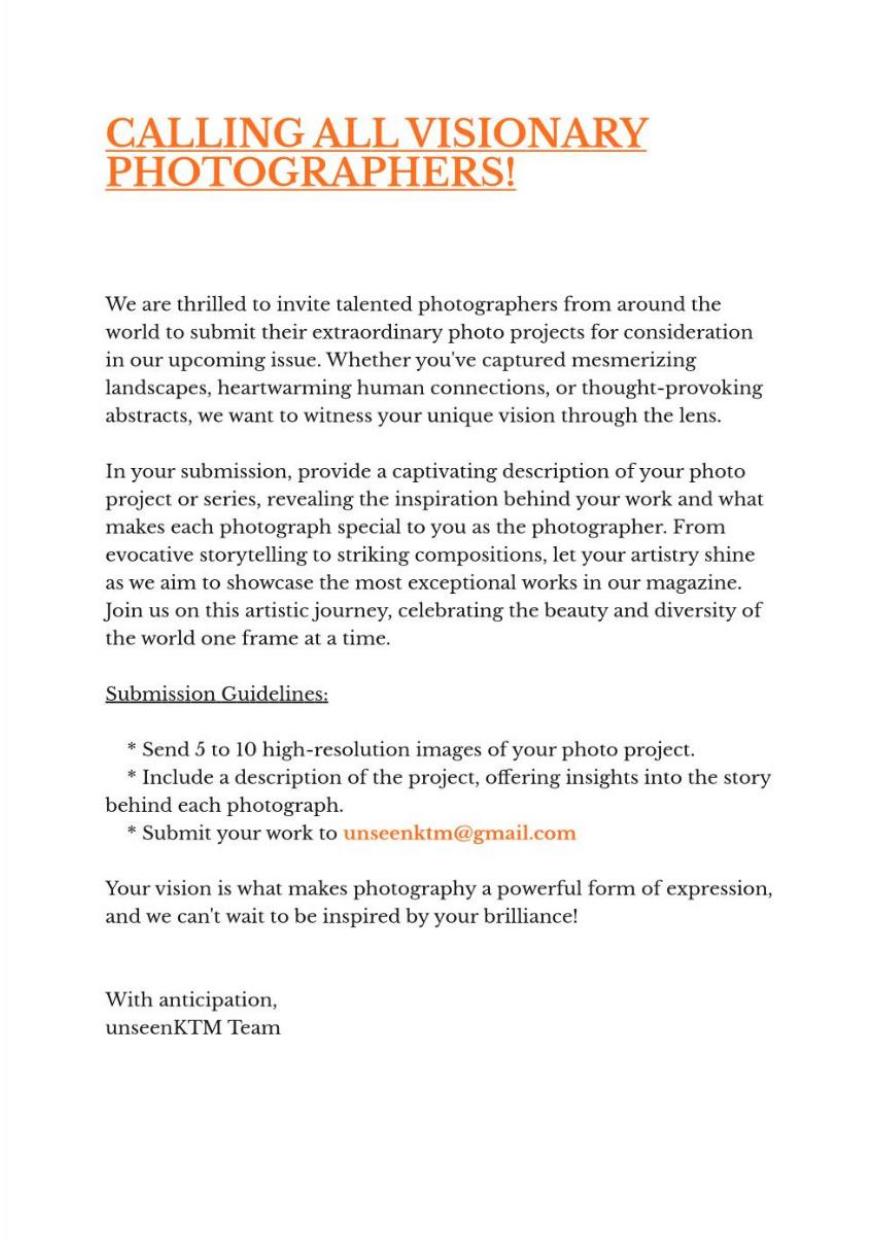 CALLING ALL VISIONARY
PHOTOGRAPHERS!
We are thrilled to invite talented photographers from around the
world to submit their extraordinary photo projects for consideration
in our upcoming issue. Whether you've captured mesmerizing
landscapes, heartwarming human connections, or thought-provoking
abstracts, we want to witness your unique vision through the lens.
In your submission, provide a captivating description of your photo
project or series, revealing the inspiration behind your work and what
makes each photograph special to you as the photographer. From
evocative storytelling to striking compositions, let your artistry shine
as we aim to showcase the most exceptional works in our magazine.
Join us on this artistic journey, celebrating the beauty and diversity of
the world one frame at a time.
Submission Guidelines:
* Send 5 to 10 high-resolution images of your photo project.
* Include a description of the project, offering insights into the story
behind each photograph.
* Submit your work to unseenktm@gmail.com
Your vision is what makes photography a powerful form of expression,
and we can't wait to be inspired by your brilliance!
With anticipation,
unseenKTM Team